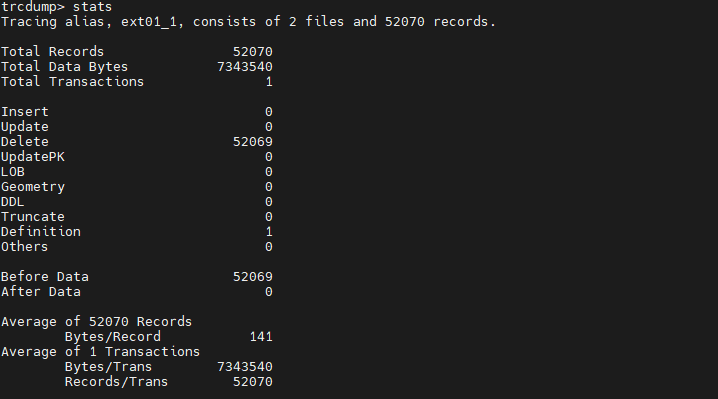 trcdump> stats
Tracing alias, ext01_1, consists of 2 files and 52070 records.
Total Records 52070
Total Data Bytes 7343540
Total Transactions 1
Insert 0
Update 0
Delete 52069
UpdatePK 0
LOB 0
Geometry 0
DDL 0
Truncate 0
Definition 1
Others 0
Before Data 52069
After Data 0
Average of 52070 Records
Bytes/Record 141
Average of 1 Transactions
Bytes/Trans 7343540
Records/Trans 52070